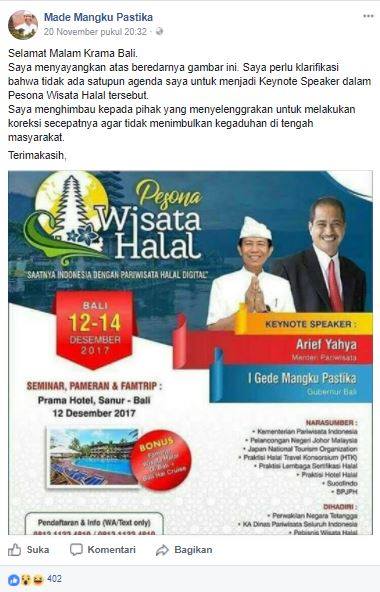 Made Mangku Pastika
20 November pukul 20:32
Selamat Malam Krama Bali.
Saya menyayangkan atas beredarnya gambar ini. Saya perlu klarifikasi
bahwa tidak ada satupun agenda saya untuk menjadi Keynote Speaker dalam
Pesona Wisata Halal tersebut.
Saya menghimbau kepada pihak yang menyelenggrakan untuk melakukan
koreksi secepatnya agar tidak menimbulkan kegaduhan di tengah
masyarakat.
Terimakasih,
Pesona
Wisata
Halal
"SAATNYA INDONESIA DENGAN PARIWISATA HALAL DIGITAL"
BALI
12-14
DESEMBER
2017
KEYNOTE SPEAKER :
Arief Yahya
Menteri Pariwisata
I Gede Mangku Pastika
Gubernur Bali
SEMINAR, PAMERAN & FAMTRIP :
Prama Hotel, Sanur - Bali
12 Desember 2017
BONUS
Wisata Halal
Bali Hai Cruise
NARASUMBER :
• Kementerian Pariwisata Indonesia
• Pelancongan Negeri Johor Malaysia
• Japan National Tourism Organization
• Praktisi Halal Travel Konsorsium (HTK)
• Praktisi Lembaga Sertifikasi Halal
• Praktisi Hotel Halal
• Sucofindo
• BPJPH
DIHADIRI :
• Perwakilan Negara Tetangga
• KA Dinas Pariwisata Seluruh Indonesia
• Pebisnis Wisata Halal
Pendaftaran & Info (WA/Text only)
Suka Komentari Bagikan
402